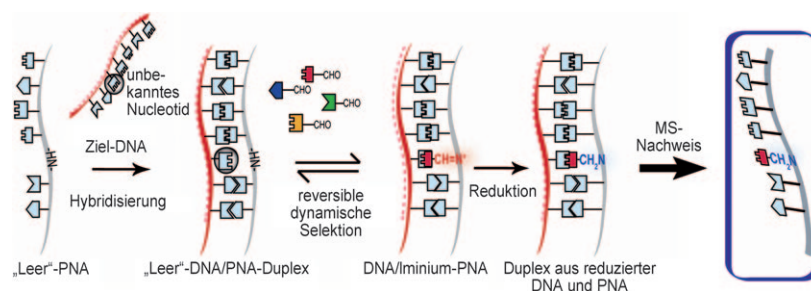 unbe-
kanntes
Nucleotid
-NH-
Ziel-DNA
Hybridisierung
„Leer“-PNA
-NH-
„Leer“-DNA/PNA-Duplex
CHO
CHO
CHO
CHO
reversible
dynamische
Selektion
CH=N⁺
DNA/Iminium-PNA
Reduktion
CH₂N
Duplex aus reduzierter
DNA und PNA
MS-
Nachweis
CH₂N